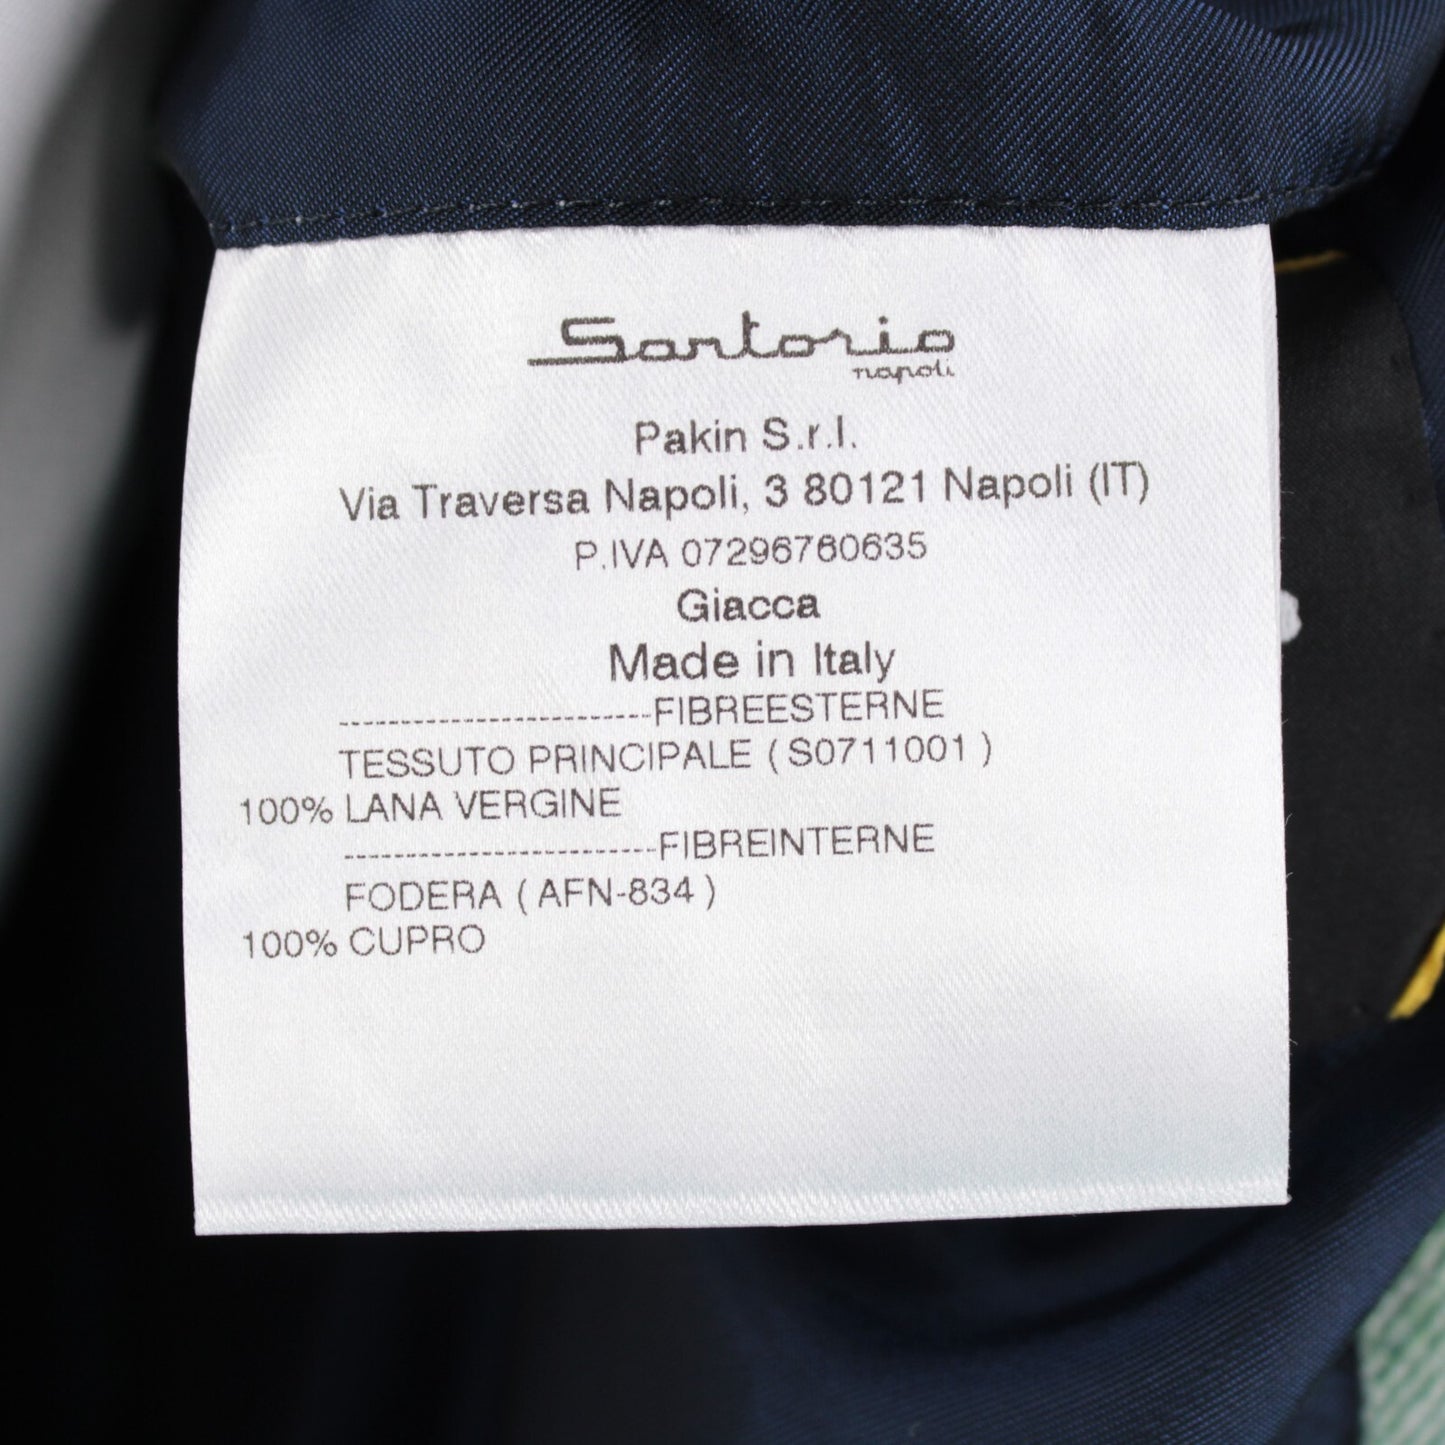 Sartorio
napoli
Pakin S.r.l.
Via Traversa Napoli, 3 80121 Napoli (IT)
P.IVA 07296760635
Giacca
Made in Italy
-------------------------FIBREESTERNE
TESSUTO PRINCIPALE ( S0711001 )
100% LANA VERGINE
-------------------------FIBREINTERNE
FODERA ( AFN-834 )
100% CUPRO